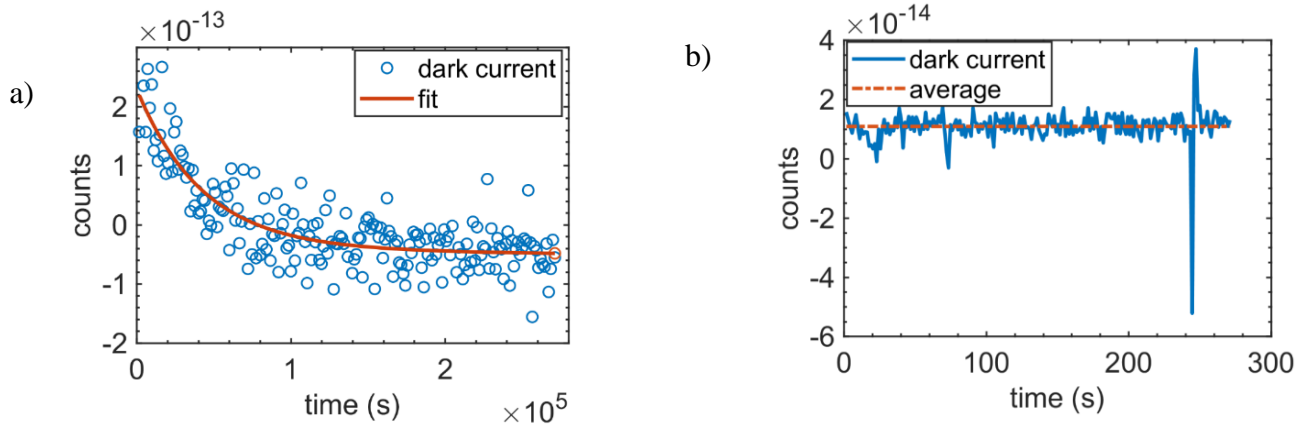 a)
×10⁻¹³
counts
2
1
0
-1
-2
dark current
fit
0
1
2
time (s)
×10⁵
b)
×10⁻¹⁴
counts
4
2
0
-2
-4
-6
dark current
average
0
100
200
300
time (s)